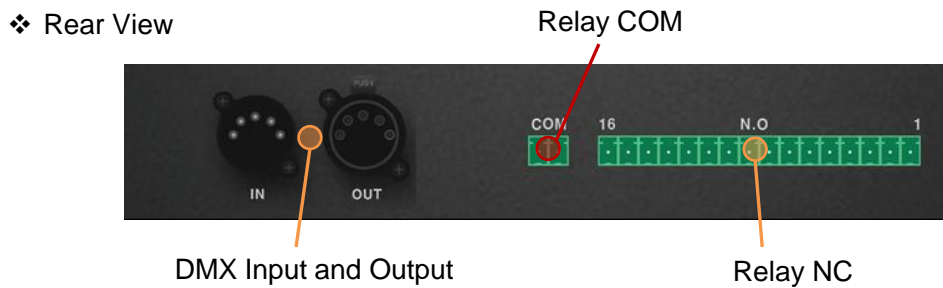 ❖ Rear View
Relay COM
PUSH
COM
16 N.O 1
IN OUT
DMX Input and Output
Relay NC